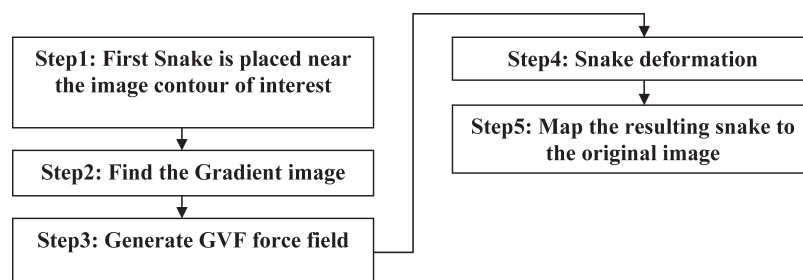 Step1: First Snake is placed near
the image contour of interest
Step2: Find the Gradient image
Step3: Generate GVF force field
Step4: Snake deformation
Step5: Map the resulting snake to
the original image